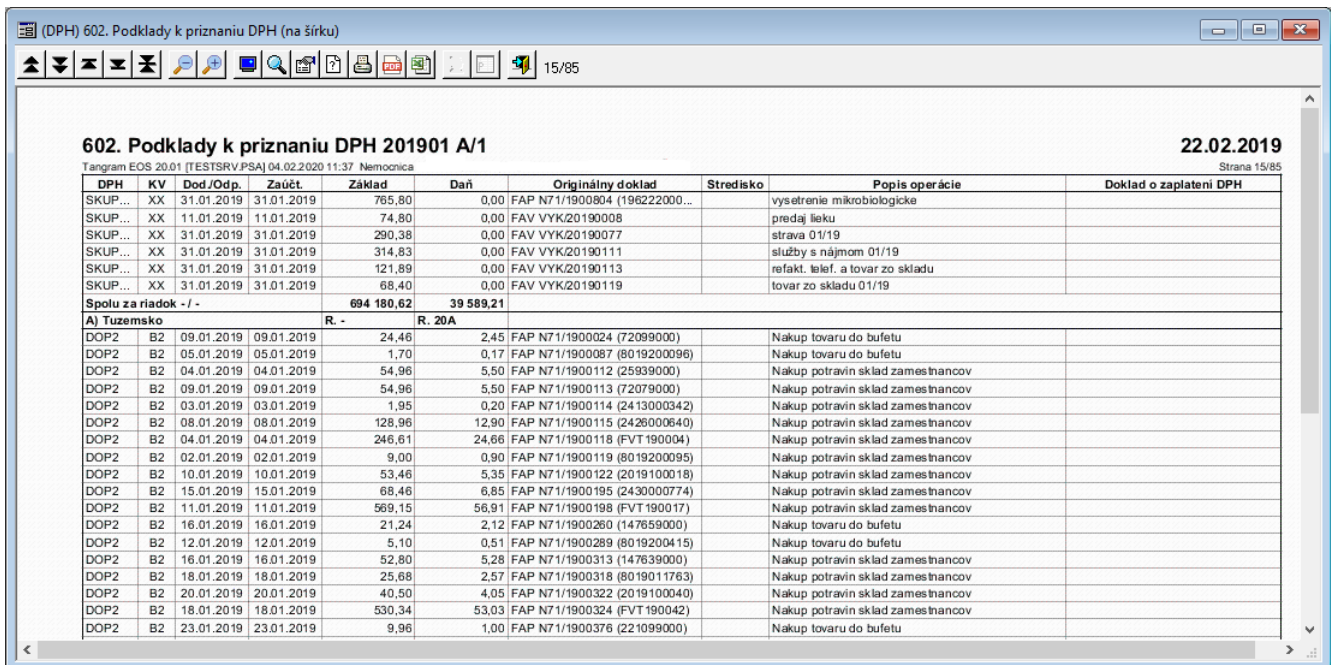 (DPH) 602. Podklady k priznaniu DPH (na šírku)
15/85
602. Podklady k priznaniu DPH 201901 A/1 22.02.2019
Tangram EOS 20.01 [TESTSRV.PSA] 04.02.2020 11:37 Nemocnica Strana 15/85
DPH KV Dod./Odp. Zaúčt. Základ Daň Originálny doklad Stredisko Popis operácie Doklad o zaplatení DPH
SKUP... XX 31.01.2019 31.01.2019 765,80 0,00 FAP N71/1900804 (196222000... vysetrenie mikrobiologicke
SKUP... XX 11.01.2019 11.01.2019 74,80 0,00 FAV VYK/20190008 predaj lieku
SKUP... XX 31.01.2019 31.01.2019 290,38 0,00 FAV VYK/20190077 strava 01/19
SKUP... XX 31.01.2019 31.01.2019 314,83 0,00 FAV VYK/20190111 služby s nájmom 01/19
SKUP... XX 31.01.2019 31.01.2019 121,89 0,00 FAV VYK/20190113 refakt. telef. a tovar zo skladu
SKUP... XX 31.01.2019 31.01.2019 68,40 0,00 FAV VYK/20190119 tovar zo skladu 01/19
Spolu za riadok - / - 694 180,62 39 589,21
A) Tuzemsko R. - R. 20A
DOP2 B2 09.01.2019 09.01.2019 24,46 2,45 FAP N71/1900024 (72099000) Nakup tovaru do bufetu
DOP2 B2 05.01.2019 05.01.2019 1,70 0,17 FAP N71/1900087 (8019200096) Nakup tovaru do bufetu
DOP2 B2 04.01.2019 04.01.2019 54,96 5,50 FAP N71/1900112 (25939000) Nakup potravin sklad zamestnancov
DOP2 B2 09.01.2019 09.01.2019 54,96 5,50 FAP N71/1900113 (72079000) Nakup potravin sklad zamestnancov
DOP2 B2 03.01.2019 03.01.2019 1,95 0,20 FAP N71/1900114 (2413000342) Nakup potravin sklad zamestnancov
DOP2 B2 08.01.2019 08.01.2019 128,96 12,90 FAP N71/1900115 (2426000640) Nakup potravin sklad zamestnancov
DOP2 B2 04.01.2019 04.01.2019 246,61 24,66 FAP N71/1900118 (FVT190004) Nakup potravin sklad zamestnancov
DOP2 B2 02.01.2019 02.01.2019 9,00 0,90 FAP N71/1900119 (8019200095) Nakup potravin sklad zamestnancov
DOP2 B2 10.01.2019 10.01.2019 53,46 5,35 FAP N71/1900122 (2019100018) Nakup potravin sklad zamestnancov
DOP2 B2 15.01.2019 15.01.2019 68,46 6,85 FAP N71/1900195 (2430000774) Nakup potravin sklad zamestnancov
DOP2 B2 11.01.2019 11.01.2019 569,15 56,91 FAP N71/1900198 (FVT190017) Nakup potravin sklad zamestnancov
DOP2 B2 16.01.2019 16.01.2019 21,24 2,12 FAP N71/1900260 (147659000) Nakup tovaru do bufetu
DOP2 B2 12.01.2019 12.01.2019 5,10 0,51 FAP N71/1900289 (8019200415) Nakup tovaru do bufetu
DOP2 B2 16.01.2019 16.01.2019 52,80 5,28 FAP N71/1900313 (147639000) Nakup potravin sklad zamestnancov
DOP2 B2 18.01.2019 18.01.2019 25,68 2,57 FAP N71/1900318 (8019011763) Nakup potravin sklad zamestnancov
DOP2 B2 20.01.2019 20.01.2019 40,50 4,05 FAP N71/1900322 (2019100040) Nakup potravin sklad zamestnancov
DOP2 B2 18.01.2019 18.01.2019 530,34 53,03 FAP N71/1900324 (FVT190042) Nakup potravin sklad zamestnancov
DOP2 B2 23.01.2019 23.01.2019 9,96 1,00 FAP N71/1900376 (221099000) Nakup tovaru do bufetu